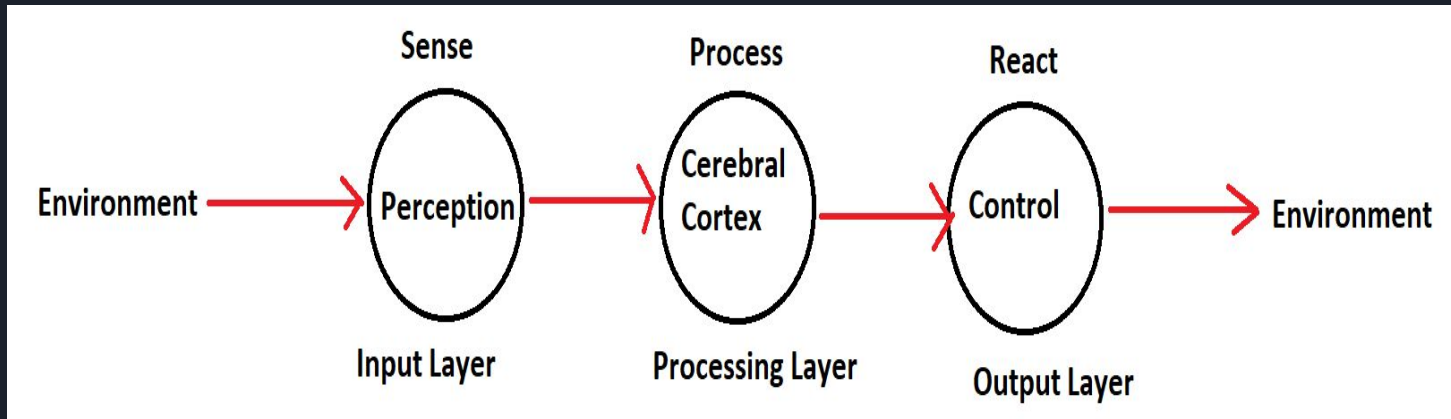 Sense
Process
React
Environment
Perception
Cerebral
Cortex
Control
Environment
Input Layer
Processing Layer
Output Layer